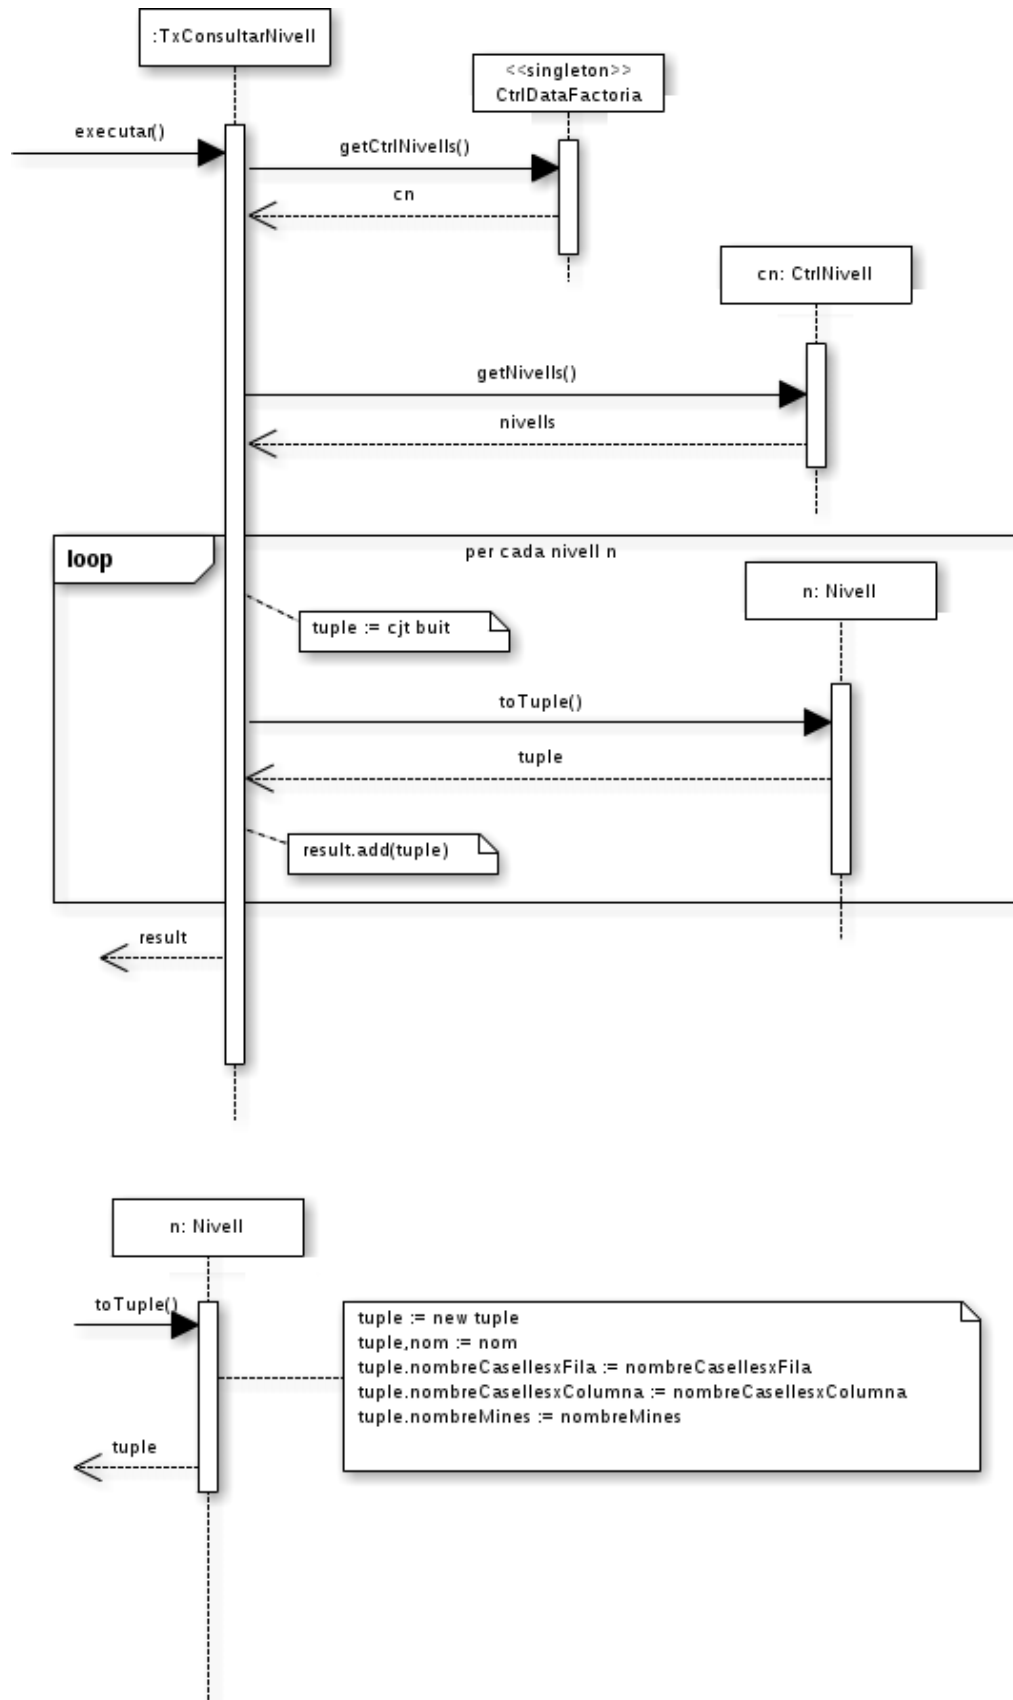 :TxConsultarNivell
<<singleton>>
CtrlDataFactoria
executar()
getCtrlNivells()
cn
cn: CtrlNivell
getNivells()
nivells
loop
per cada nivell n
n: Nivell
tuple := cjt buit
toTuple()
tuple
result.add(tuple)
result
n: Nivell
toTuple()
tuple := new tuple
tuple,nom := nom
tuple.nombreCasellesxFila := nombreCasellesxFila
tuple.nombreCasellesxColumna := nombreCasellesxColumna
tuple.nombreMines := nombreMines
tuple